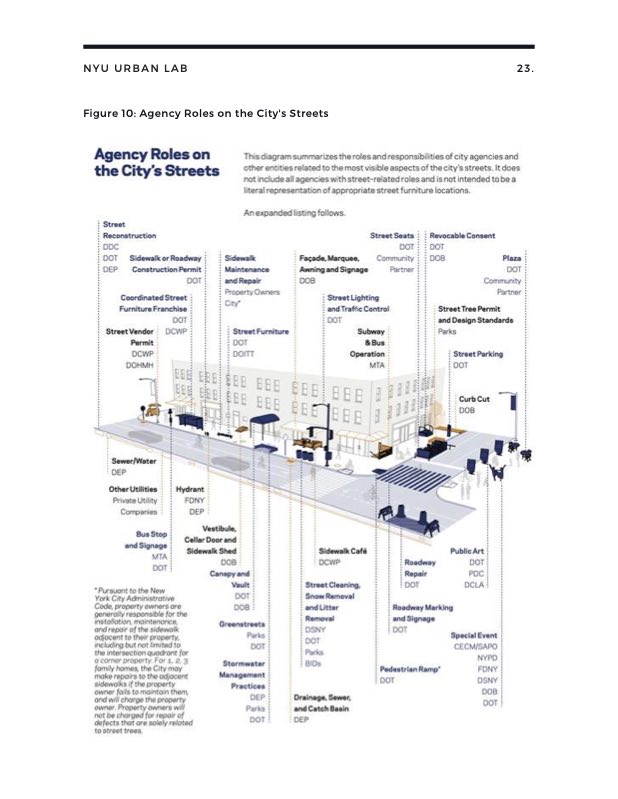 NYU URBAN LAB
23.
Figure 10: Agency Roles on the City's Streets
Agency Roles on
the City's Streets
This diagram summarizes the roles and responsibilities of city agencies and
other entities related to the most visible aspects of the city's streets. It does
not include all agencies with street-related roles and is not intended to be a
literal representation of appropriate street furniture locations.
An expanded listing follows.
Street
Reconstruction
DDC
DOT
DEP
Sidewalk or Roadway
Construction Permit
DOT
Coordinated Street
Furniture Franchise
DOT
DCWP
Street Vendor
Permit
DCWP
DOHMH
Sidewalk
Maintenance
and Repair
Property Owners
City*
Street Furniture
DOT
DOITT
Façade, Marquee,
Awning and Signage
DOB
Street Lighting
and Traffic Control
DOT
Subway
& Bus
Operation
MTA
Street Seats
DOT
Community
Partner
Revocable Consent
DOT
DOB
Plaza
DOT
Community
Partner
Street Tree Permit
and Design Standards
Parks
Street Parking
DOT
Curb Cut
DOB
Sewer/Water
DEP
Other Utilities
Private Utility
Companies
Hydrant
FDNY
DEP
Bus Stop
and Signage
MTA
DOT
Vestibule,
Cellar Door and
Sidewalk Shed
DOB
Canopy and
Vault
DOT
DOB
Greenstreets
Parks
DOT
Stormwater
Management
Practices
DEP
Parks
DOT
Sidewalk Café
DCWP
Street Cleaning,
Snow Removal
and Litter
Removal
DSNY
DOT
Parks
BIDs
Drainage, Sewer,
and Catch Basin
DEP
Roadway
Repair
DOT
Roadway Marking
and Signage
DOT
Pedestrian Ramp*
DOT
Public Art
DOT
PDC
DCLA
Special Event
CECM/SAPO
NYPD
FDNY
DSNY
DOB
DOT
*Pursuant to the New
York City Administrative
Code, property owners are
generally responsible for the
installation, maintenance,
and repair of the sidewalk
adjacent to their property,
including but not limited to
the intersection quadrant for
a corner property. For 1, 2, 3
family homes, the City may
make repairs to the adjacent
sidewalks if the property
owner fails to maintain them,
and will charge the property
owner. Property owners will
not be charged for repair of
defects that are solely related
to street trees.